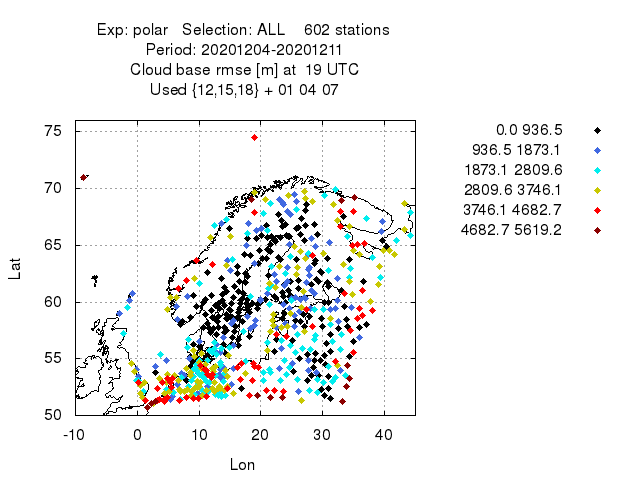 Exp: polar Selection: ALL 602 stations
Period: 20201204-20201211
Cloud base rmse [m] at 19 UTC
Used {12,15,18} + 01 04 07
0.0 936.5
936.5 1873.1
1873.1 2809.6
2809.6 3746.1
3746.1 4682.7
4682.7 5619.2
75
70
65
60
55
50
Lat
-10 0 10 20 30 40
Lon